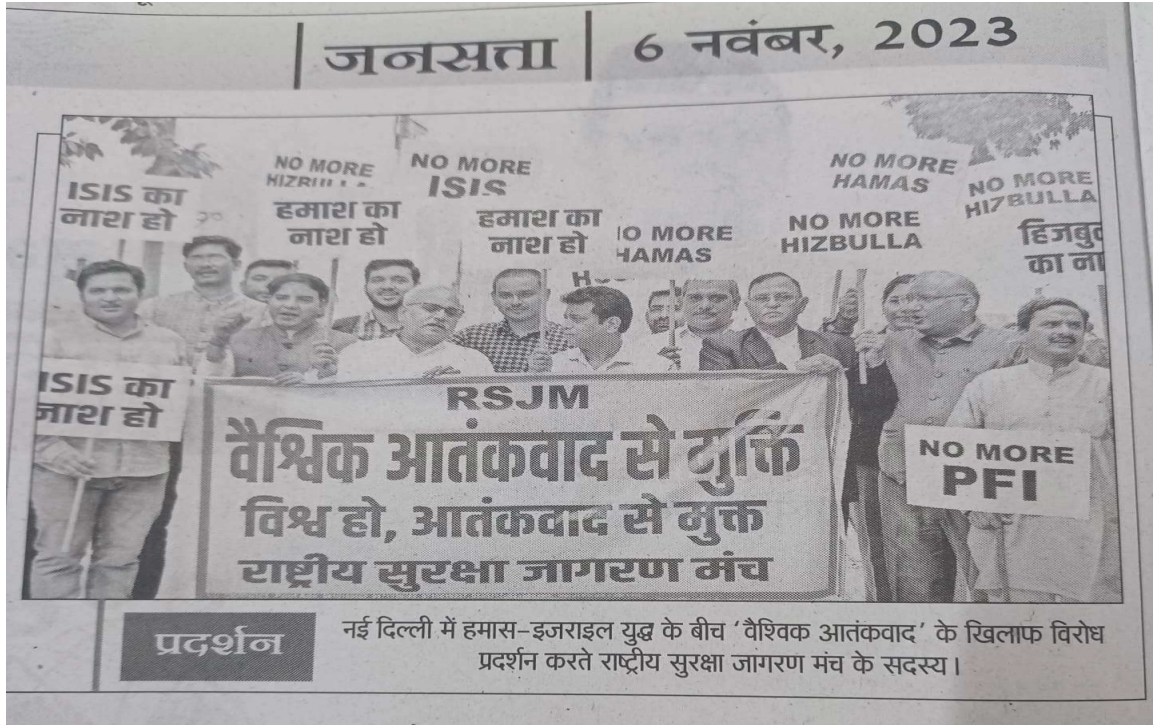 जनसत्ता
6 नवंबर, 2023
ISIS का
नाश हो
NO MORE
हमाश का
नाश हो
NO MORE
ISIS
हमाश का
नाश हो
NO MORE
HAMAS
NO MORE
HAMAS
NO MORE
HIZBULLA
NO MORE
HIZBULLA
का
ISIS का
नाश हो
RSJM
वैश्विक आतंकवाद से मुक्ति
विश्व हो, आतंकवाद से मुक्त
राष्ट्रीय सुरक्षा जागरण मंच
NO MORE
PFI
प्रदर्शन
नई दिल्ली में हमास-इजराइल युद्ध के बीच 'वैश्विक आतंकवाद' के खिलाफ विरोध
प्रदर्शन करते राष्ट्रीय सुरक्षा जागरण मंच के सदस्य।